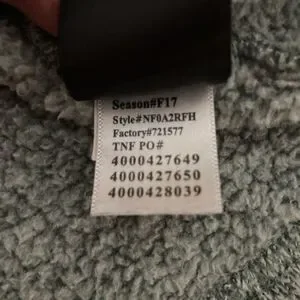 Season#F17
Style#NF0A2RFH
Factory#721577
TNF PO#
4000427649
4000427650
4000428039